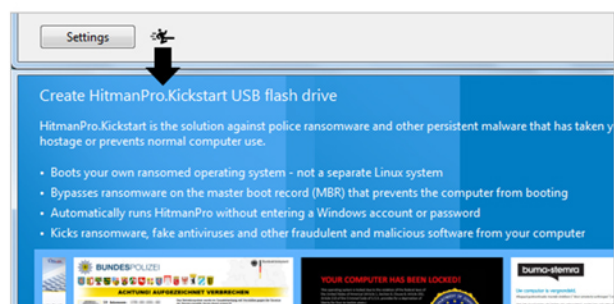 Settings
Create HitmanPro.Kickstart USB flash drive
HitmanPro.Kickstart is the solution against police ransomware and other persistent malware that has taken y
hostage or prevents normal computer use.
• Boots your own ransomed operating system - not a separate Linux system
• Bypasses ransomware on the master boot record (MBR) that prevents the computer from booting
• Automatically runs HitmanPro without entering a Windows account or password
• Kicks ransomware, fake antiviruses and other fraudulent and malicious software from your computer
BUNDESPOLIZEI
ACHTUNG! AUFGEZEICHNET VERBRECHEN
YOUR COMPUTER HAS BEEN LOCKED!
buma-stemra